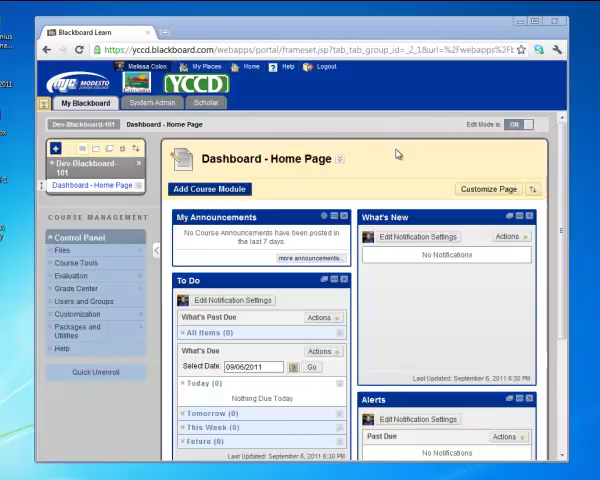 Blackboard Learn
https://yccd.blackboard.com/webapps/portal/frameset.jsp?tab_tab_group_id=_2_1&url=%2Fwebapps%2Ft
Melissa Colon My Places Home Help Logout
mjc MODESTO JUNIOR COLLEGE
YCCD
My Blackboard System Admin Scholar
2011
Dev-Blackboard-101 Dashboard - Home Page Edit Mode is: ON
Dev-Blackboard-101
Dashboard - Home Page
COURSE MANAGEMENT
Control Panel
Files
Course Tools
Evaluation
Grade Center
Users and Groups
Customization
Packages and
Utilities
Help
Quick Unenroll
Dashboard - Home Page
Add Course Module
Customize Page
My Announcements
No Course Announcements have been posted in
the last 7 days.
more announcements...
To Do
Edit Notification Settings
What's Past Due Actions
All Items (0)
What's Due Actions
Select Date: 09/06/2011 Go
Today (0)
Nothing Due Today
Tomorrow (0)
This Week (0)
Future (0)
Last Updated: September 6, 2011 6:30 PM
What's New
Edit Notification Settings Actions
No Notifications
Last Updated: September 6, 2011 6:30 PM
Alerts
Edit Notification Settings
Past Due Actions
No Notifications